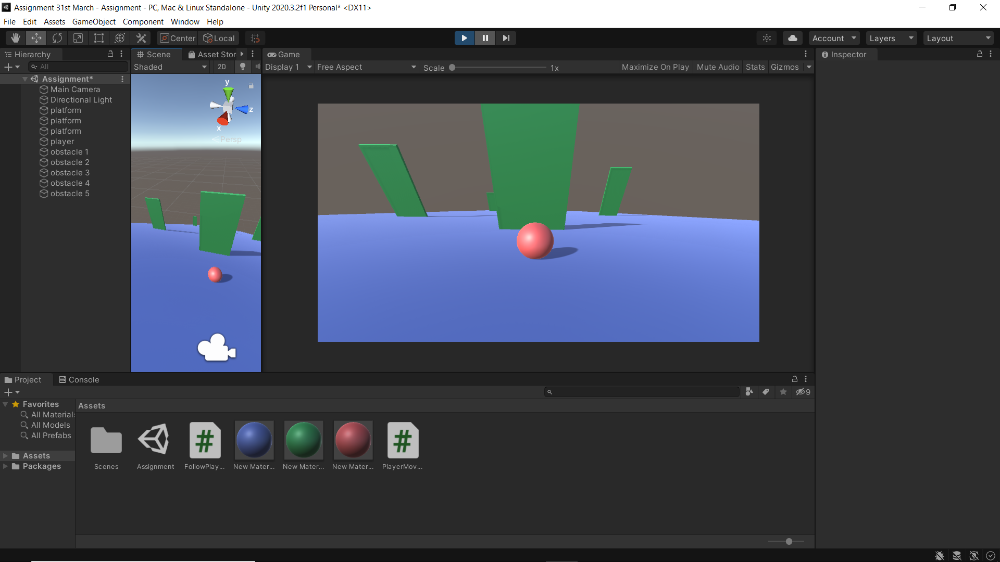 Assignment 31st March - Assignment - PC, Mac & Linux Standalone - Unity 2020.3.2f1 Personal* <DX11>
File Edit Assets GameObject Component Window Help
Center Local Account Layers Layout
Hierarchy Scene Asset Stor Game Inspector
All Shaded 2D Display 1 Free Aspect Scale 1x Maximize On Play Mute Audio Stats Gizmos
Assignment*
Main Camera
Directional Light
platform
platform
platform
player
obstacle 1
obstacle 2
obstacle 3
obstacle 4
obstacle 5
y
z
x
Persp
Project Console
9
Favorites
All Materials
All Models
All Prefabs
Assets
Packages
Assets
Scenes Assignment FollowPlay... New Mater... New Mater... New Mater... PlayerMov...